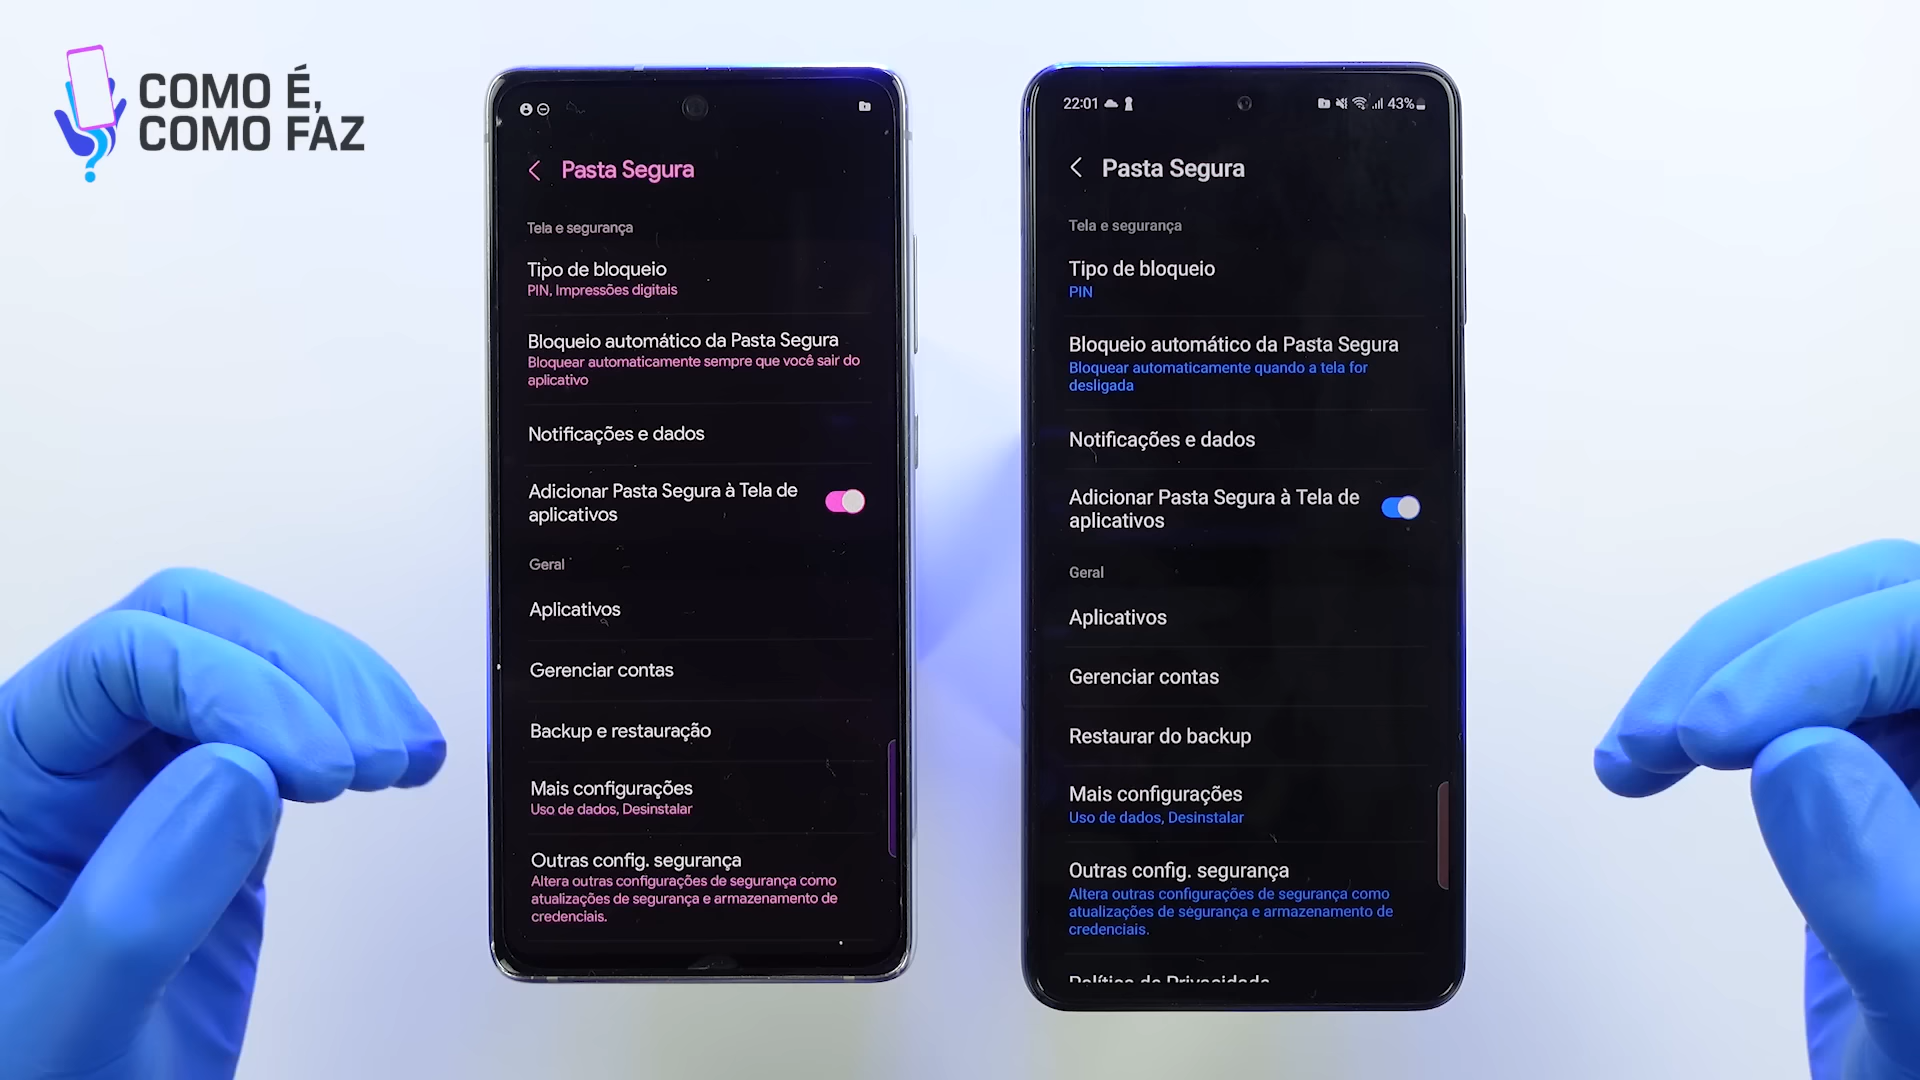 COMO É,
COMO FAZ
Pasta Segura
Tela e segurança
Tipo de bloqueio
PIN, Impressões digitais
Bloqueio automático da Pasta Segura
Bloquear automaticamente sempre que você sair do
aplicativo
Notificações e dados
Adicionar Pasta Segura à Tela de
aplicativos
Geral
Aplicativos
Gerenciar contas
Backup e restauração
Mais configurações
Uso de dados, Desinstalar
Outras config. segurança
Altera outras configurações de segurança como
atualizações de segurança e armazenamento de
credenciais.
22:01 43%
Pasta Segura
Tela e segurança
Tipo de bloqueio
PIN
Bloqueio automático da Pasta Segura
Bloquear automaticamente quando a tela for
desligada
Notificações e dados
Adicionar Pasta Segura à Tela de
aplicativos
Geral
Aplicativos
Gerenciar contas
Restaurar do backup
Mais configurações
Uso de dados, Desinstalar
Outras config. segurança
Altera outras configurações de segurança como
atualizações de segurança e armazenamento de
credenciais.
Política de Privacidade